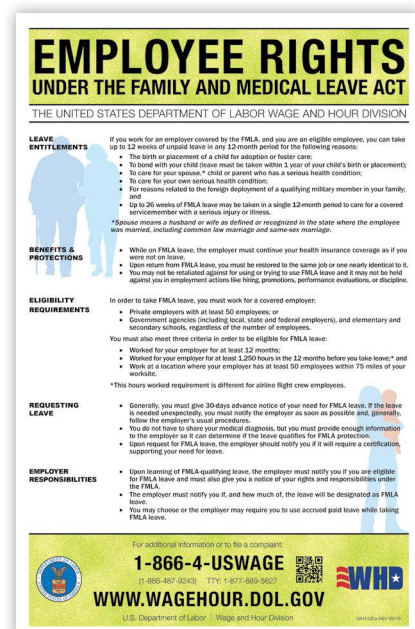 EMPLOYEE RIGHTS
UNDER THE FAMILY AND MEDICAL LEAVE ACT
THE UNITED STATES DEPARTMENT OF LABOR WAGE AND HOUR DIVISION
LEAVE
ENTITLEMENTS
If you work for an employer covered by the FMLA, and you are an eligible employee, you can take
up to 12 weeks of unpaid leave in any 12-month period for the following reasons:
• The birth or placement of a child for adoption or foster care;
• To bond with your child (leave must be taken within 1 year of your child's birth or placement);
• To care for your spouse,* child or parent who has a serious health condition;
• To care for your own serious health condition;
• For reasons related to the foreign deployment of a qualifying military member in your family;
and
• Up to 26 weeks of FMLA leave may be taken in a single 12-month period to care for a covered
servicemember with a serious injury or illness.
*Spouse means a husband or wife as defined or recognized in the state where the employee
was married, including common law marriage and same-sex marriage.
BENEFITS &
PROTECTIONS
• While on FMLA leave, the employer must continue your health insurance coverage as if you
were not on leave.
• Upon return from FMLA leave, you must be restored to the same job or one nearly identical to it.
• You may not be retaliated against for using or trying to use FMLA leave and it may not be held
against you in employment actions like hiring, promotions, performance evaluations, or discipline.
ELIGIBILITY
REQUIREMENTS
In order to take FMLA leave, you must work for a covered employer:
• Private employers with at least 50 employees; or
• Government agencies (including local, state and federal employers), and elementary and
secondary schools, regardless of the number of employees.
You must also meet three criteria in order to be eligible for FMLA leave:
• Worked for your employer for at least 12 months;
• Worked for your employer for at least 1,250 hours in the 12 months before you take leave;* and
• Work at a location where your employer has at least 50 employees within 75 miles of your
worksite.
*This hours worked requirement is different for airline flight crew employees.
REQUESTING
LEAVE
• Generally, you must give 30-days advance notice of your need for FMLA leave. If the leave
is needed unexpectedly, you must notify the employer as soon as possible and, generally,
follow the employer's usual procedures.
• You do not have to share your medical diagnosis, but you must provide enough information
to the employer so it can determine if the leave qualifies for FMLA protection.
• Upon request for FMLA leave, the employer should notify you if it will require a certification,
supporting your need for leave.
EMPLOYER
RESPONSIBILITIES
• Upon learning of FMLA-qualifying leave, the employer must notify you if you are eligible
for FMLA leave and must also give you a notice of your rights and responsibilities under
the FMLA.
• The employer must notify you if, and how much of, the leave will be designated as FMLA
leave.
• You may choose or the employer may require you to use accrued paid leave while taking
FMLA leave.
For additional information or to file a complaint:
1-866-4-USWAGE
(1-866-487-9243) TTY: 1-877-889-5627
WWW.WAGEHOUR.DOL.GOV
U.S. Department of Labor | Wage and Hour Division
WHD